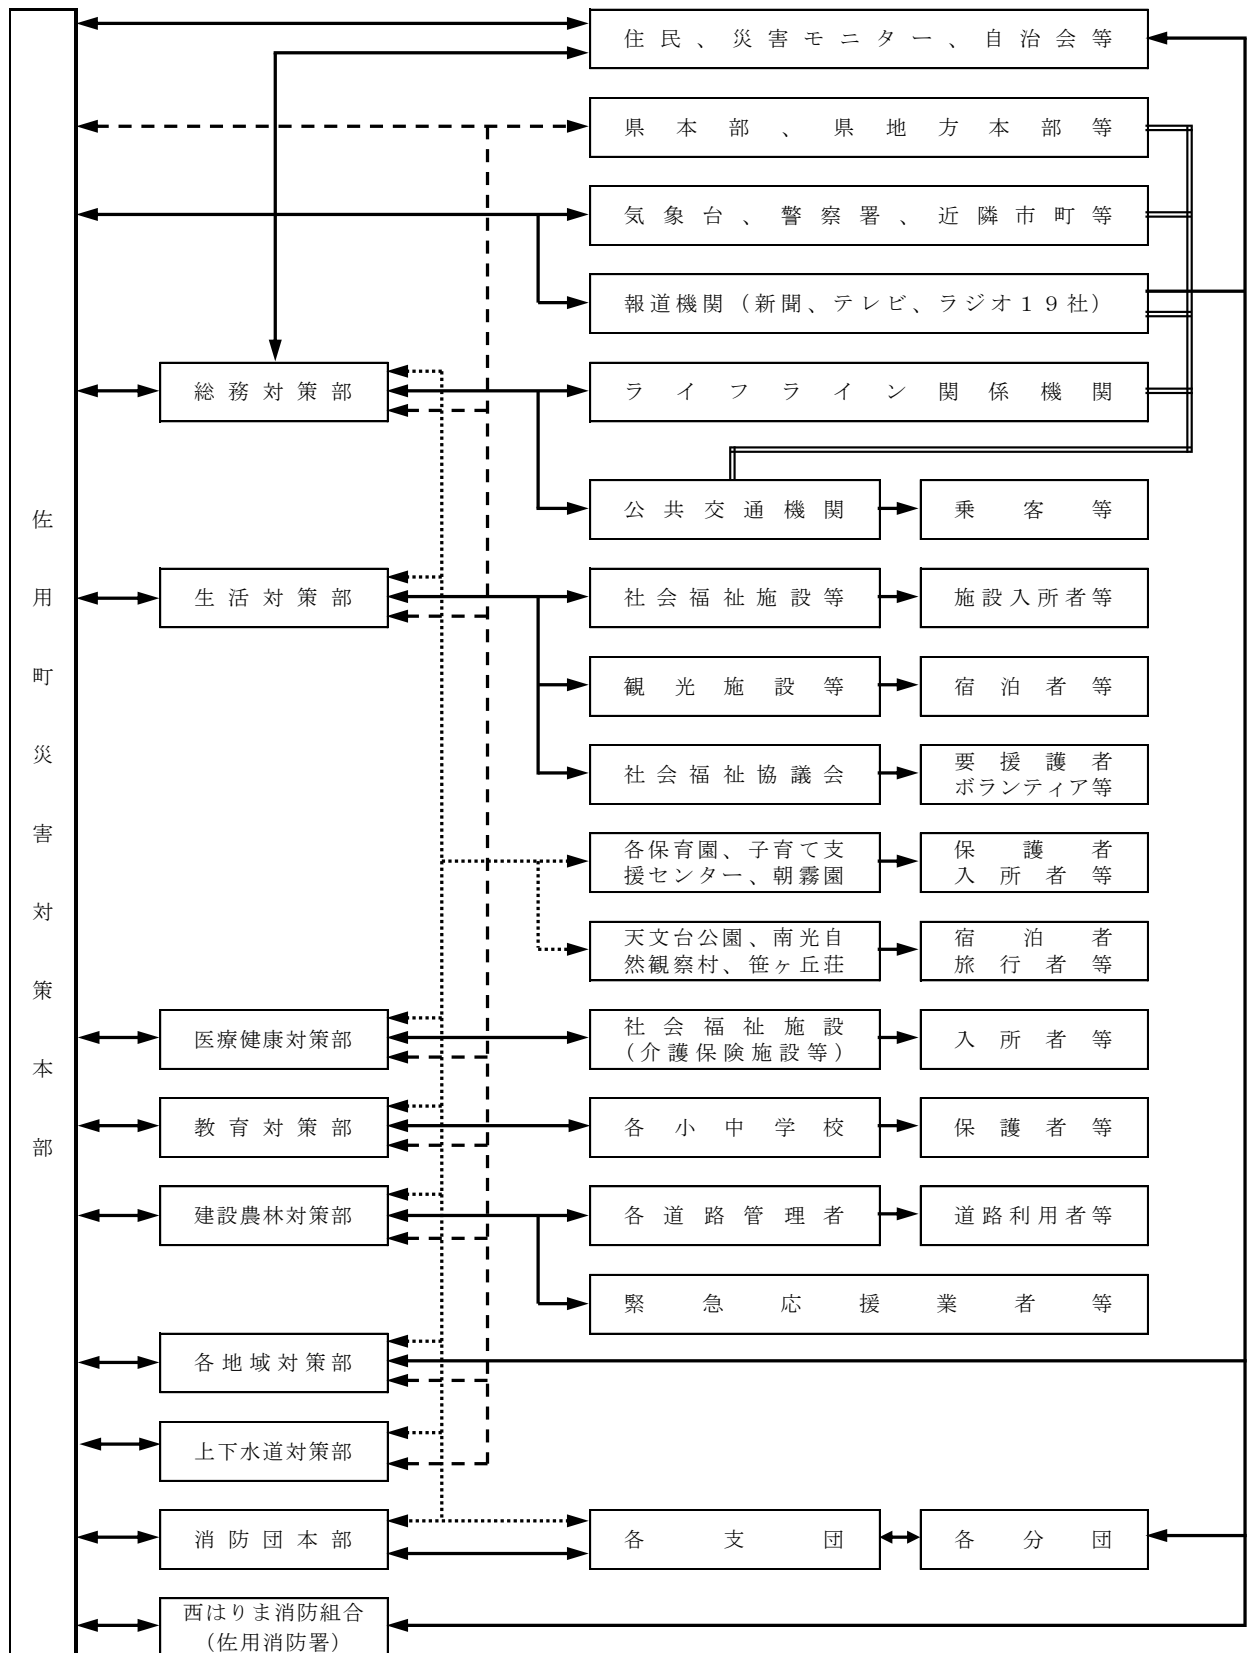 佐用町災害対策本部
住民、災害モニター、自治会等
県本部、県地方本部等
気象台、警察署、近隣市町等
報道機関（新聞、テレビ、ラジオ１９社）
総務対策部
ライフライン関係機関
公共交通機関
乗客等
生活対策部
社会福祉施設等
施設入所者等
観光施設等
宿泊者等
社会福祉協議会
要援護者
ボランティア等
各保育園、子育て支
援センター、朝霧園
保護者
入所者等
天文台公園、南光自
然観察村、笹ヶ丘荘
宿泊者
旅行者等
医療健康対策部
社会福祉施設
（介護保険施設等）
入所者等
教育対策部
各小中学校
保護者等
建設農林対策部
各道路管理者
道路利用者等
緊急応援業者等
各地域対策部
上下水道対策部
消防団本部
各支団
各分団
西はりま消防組合
（佐用消防署）